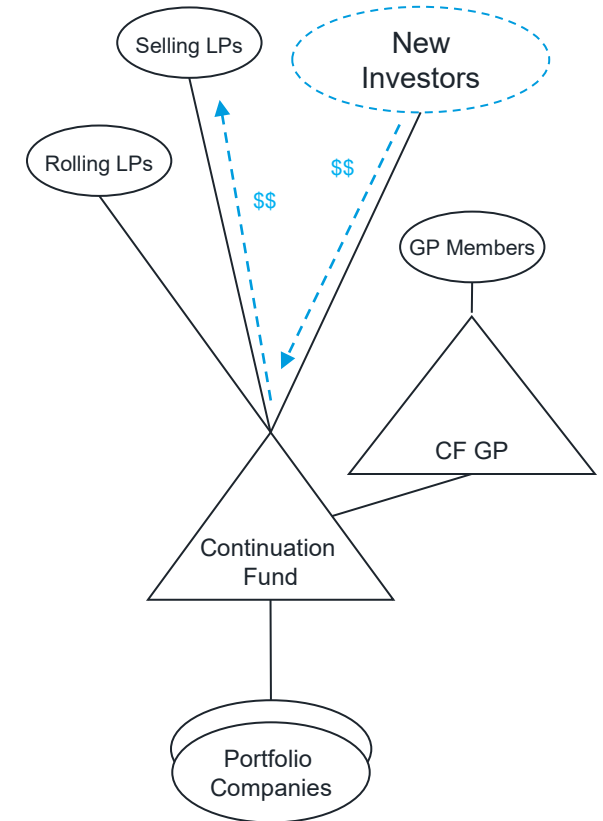 New
Investors
Selling LPs
Rolling LPs
$$
$$
GP Members
CF GP
Continuation
Fund
Portfolio
Companies